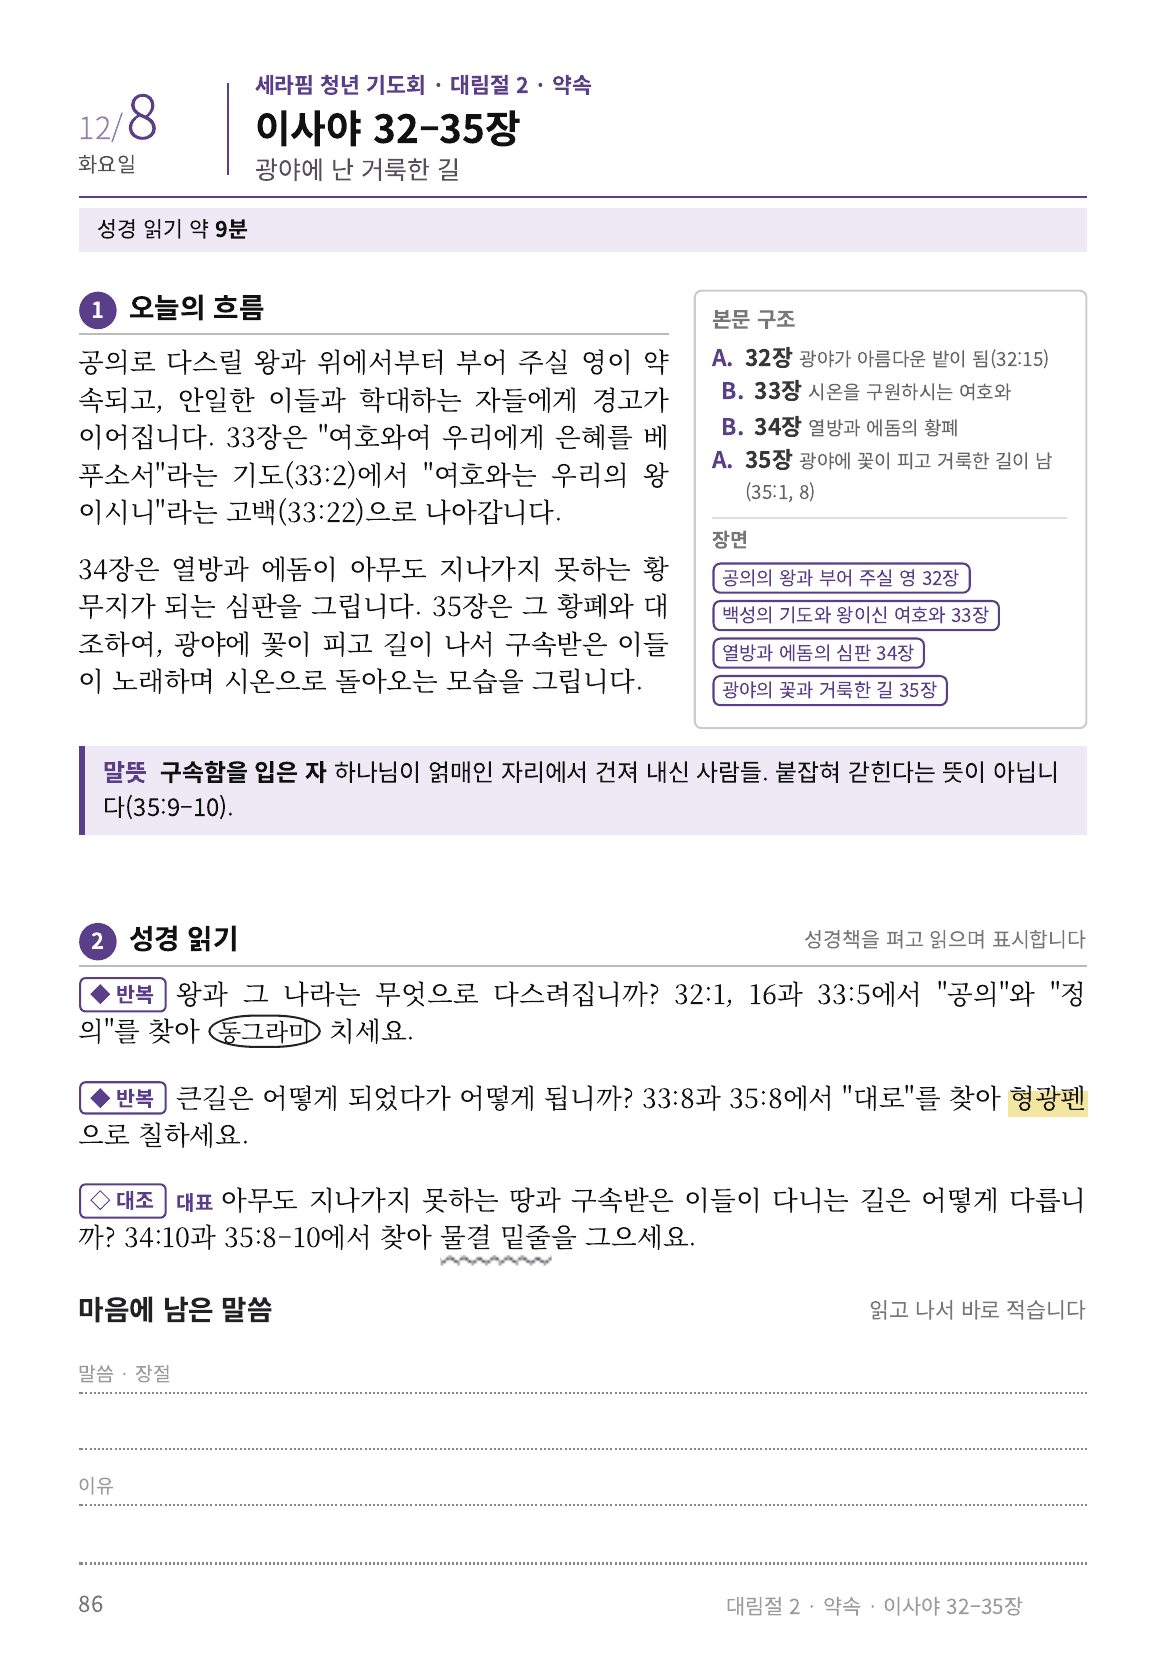 12/8
화요일
세라핌 청년 기도회 · 대림절 2 · 약속
이사야 32–35장
광야에 난 거룩한 길
성경 읽기 약 9분
1 오늘의 흐름
공의로 다스릴 왕과 위에서부터 부어 주실 영이 약
속되고, 안일한 이들과 학대하는 자들에게 경고가
이어집니다. 33장은 "여호와여 우리에게 은혜를 베
푸소서"라는 기도(33:2)에서 "여호와는 우리의 왕
이시니"라는 고백(33:22)으로 나아갑니다.
34장은 열방과 에돔이 아무도 지나가지 못하는 황
무지가 되는 심판을 그립니다. 35장은 그 황폐와 대
조하여, 광야에 꽃이 피고 길이 나서 구속받은 이들
이 노래하며 시온으로 돌아오는 모습을 그립니다.
본문 구조
A. 32장 광야가 아름다운 밭이 됨(32:15)
B. 33장 시온을 구원하시는 여호와
B. 34장 열방과 에돔의 황폐
A. 35장 광야에 꽃이 피고 거룩한 길이 남
(35:1, 8)
장면
공의의 왕과 부어 주실 영 32장
백성의 기도와 왕이신 여호와 33장
열방과 에돔의 심판 34장
광야의 꽃과 거룩한 길 35장
말뜻 구속함을 입은 자 하나님이 얽매인 자리에서 건져 내신 사람들. 붙잡혀 갇힌다는 뜻이 아닙니
다(35:9–10).
2 성경 읽기
성경책을 펴고 읽으며 표시합니다
◆ 반복 왕과 그 나라는 무엇으로 다스려집니까? 32:1, 16과 33:5에서 "공의"와 "정
의"를 찾아 동그라미 치세요.
◆ 반복 큰길은 어떻게 되었다가 어떻게 됩니까? 33:8과 35:8에서 "대로"를 찾아 형광펜
으로 칠하세요.
◇ 대조 대표 아무도 지나가지 못하는 땅과 구속받은 이들이 다니는 길은 어떻게 다릅니
까? 34:10과 35:8–10에서 찾아 물결 밑줄을 그으세요.
마음에 남은 말씀
읽고 나서 바로 적습니다
말씀 · 장절
이유
86
대림절 2 · 약속 · 이사야 32–35장